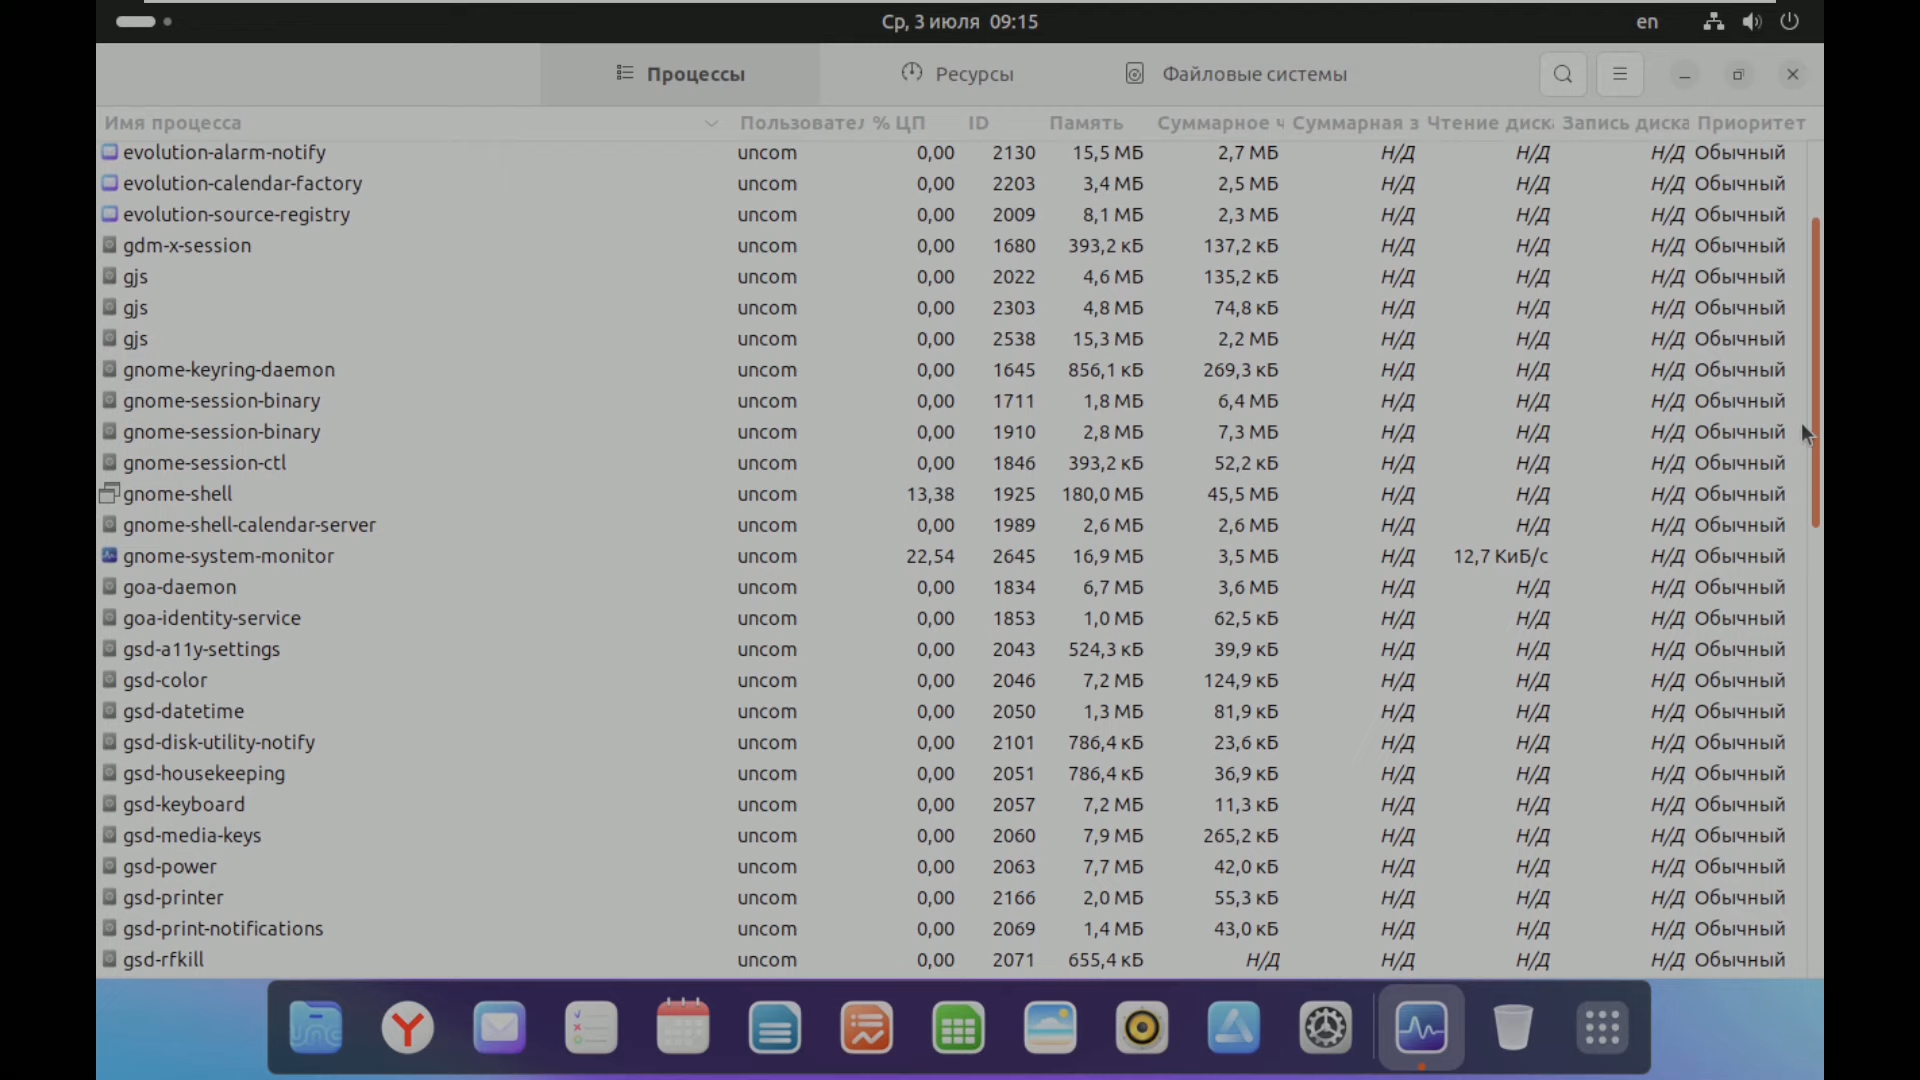 Ср, 3 июля 09:15
en
Процессы
Ресурсы
Файловые системы
Имя процесса Пользовател % ЦП ID Память Суммарное ч Суммарная з Чтение диска Запись диска Приоритет
evolution-alarm-notify uncom 0,00 2130 15,5 МБ 2,7 МБ Н/Д Н/Д Н/Д Обычный
evolution-calendar-factory uncom 0,00 2203 3,4 МБ 2,5 МБ Н/Д Н/Д Н/Д Обычный
evolution-source-registry uncom 0,00 2009 8,1 МБ 2,3 МБ Н/Д Н/Д Н/Д Обычный
gdm-x-session uncom 0,00 1680 393,2 кБ 137,2 кБ Н/Д Н/Д Н/Д Обычный
gjs uncom 0,00 2022 4,6 МБ 135,2 кБ Н/Д Н/Д Н/Д Обычный
gjs uncom 0,00 2303 4,8 МБ 74,8 кБ Н/Д Н/Д Н/Д Обычный
gjs uncom 0,00 2538 15,3 МБ 2,2 МБ Н/Д Н/Д Н/Д Обычный
gnome-keyring-daemon uncom 0,00 1645 856,1 кБ 269,3 кБ Н/Д Н/Д Н/Д Обычный
gnome-session-binary uncom 0,00 1711 1,8 МБ 6,4 МБ Н/Д Н/Д Н/Д Обычный
gnome-session-binary uncom 0,00 1910 2,8 МБ 7,3 МБ Н/Д Н/Д Н/Д Обычный
gnome-session-ctl uncom 0,00 1846 393,2 кБ 52,2 кБ Н/Д Н/Д Н/Д Обычный
gnome-shell uncom 13,38 1925 180,0 МБ 45,5 МБ Н/Д Н/Д Н/Д Обычный
gnome-shell-calendar-server uncom 0,00 1989 2,6 МБ 2,6 МБ Н/Д Н/Д Н/Д Обычный
gnome-system-monitor uncom 22,54 2645 16,9 МБ 3,5 МБ Н/Д 12,7 КиБ/с Н/Д Обычный
goa-daemon uncom 0,00 1834 6,7 МБ 3,6 МБ Н/Д Н/Д Н/Д Обычный
goa-identity-service uncom 0,00 1853 1,0 МБ 62,5 кБ Н/Д Н/Д Н/Д Обычный
gsd-a11y-settings uncom 0,00 2043 524,3 кБ 39,9 кБ Н/Д Н/Д Н/Д Обычный
gsd-color uncom 0,00 2046 7,2 МБ 124,9 кБ Н/Д Н/Д Н/Д Обычный
gsd-datetime uncom 0,00 2050 1,3 МБ 81,9 кБ Н/Д Н/Д Н/Д Обычный
gsd-disk-utility-notify uncom 0,00 2101 786,4 кБ 23,6 кБ Н/Д Н/Д Н/Д Обычный
gsd-housekeeping uncom 0,00 2051 786,4 кБ 36,9 кБ Н/Д Н/Д Н/Д Обычный
gsd-keyboard uncom 0,00 2057 7,2 МБ 11,3 кБ Н/Д Н/Д Н/Д Обычный
gsd-media-keys uncom 0,00 2060 7,9 МБ 265,2 кБ Н/Д Н/Д Н/Д Обычный
gsd-power uncom 0,00 2063 7,7 МБ 42,0 кБ Н/Д Н/Д Н/Д Обычный
gsd-printer uncom 0,00 2166 2,0 МБ 55,3 кБ Н/Д Н/Д Н/Д Обычный
gsd-print-notifications uncom 0,00 2069 1,4 МБ 43,0 кБ Н/Д Н/Д Н/Д Обычный
gsd-rfkill uncom 0,00 2071 655,4 кБ Н/Д Н/Д Н/Д Н/Д Обычный